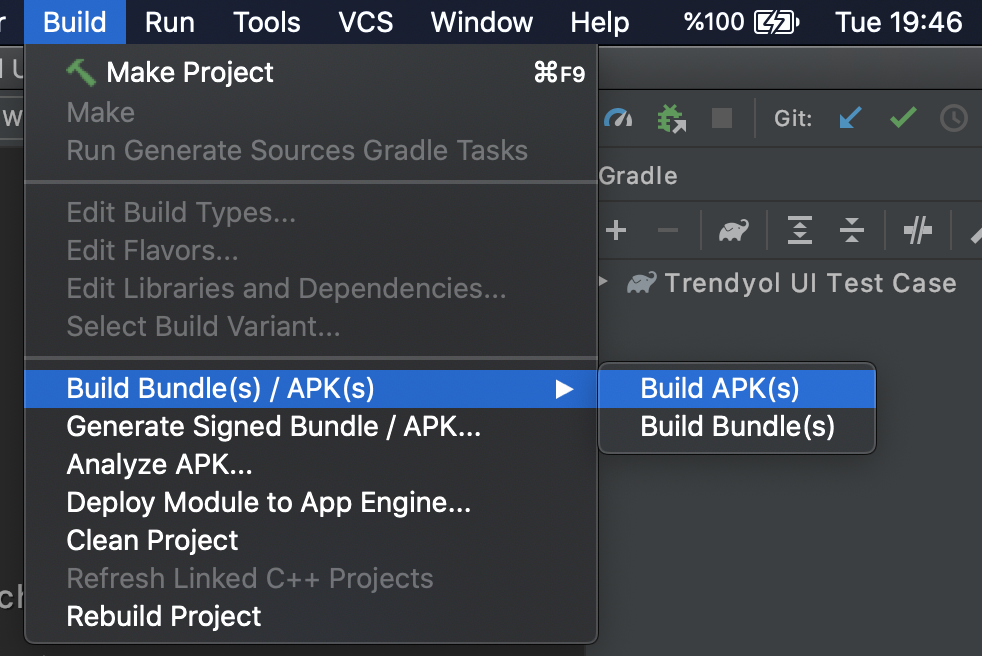 Build Run Tools VCS Window Help %100 Tue 19:46
Make Project ⌘F9
Make
Git:
Run Generate Sources Gradle Tasks
Gradle
Edit Build Types...
Edit Flavors...
Edit Libraries and Dependencies...
Trendyol UI Test Case
Select Build Variant...
Build Bundle(s) / APK(s)
Build APK(s)
Generate Signed Bundle / APK...
Build Bundle(s)
Analyze APK...
Deploy Module to App Engine...
Clean Project
Refresh Linked C++ Projects
Rebuild Project